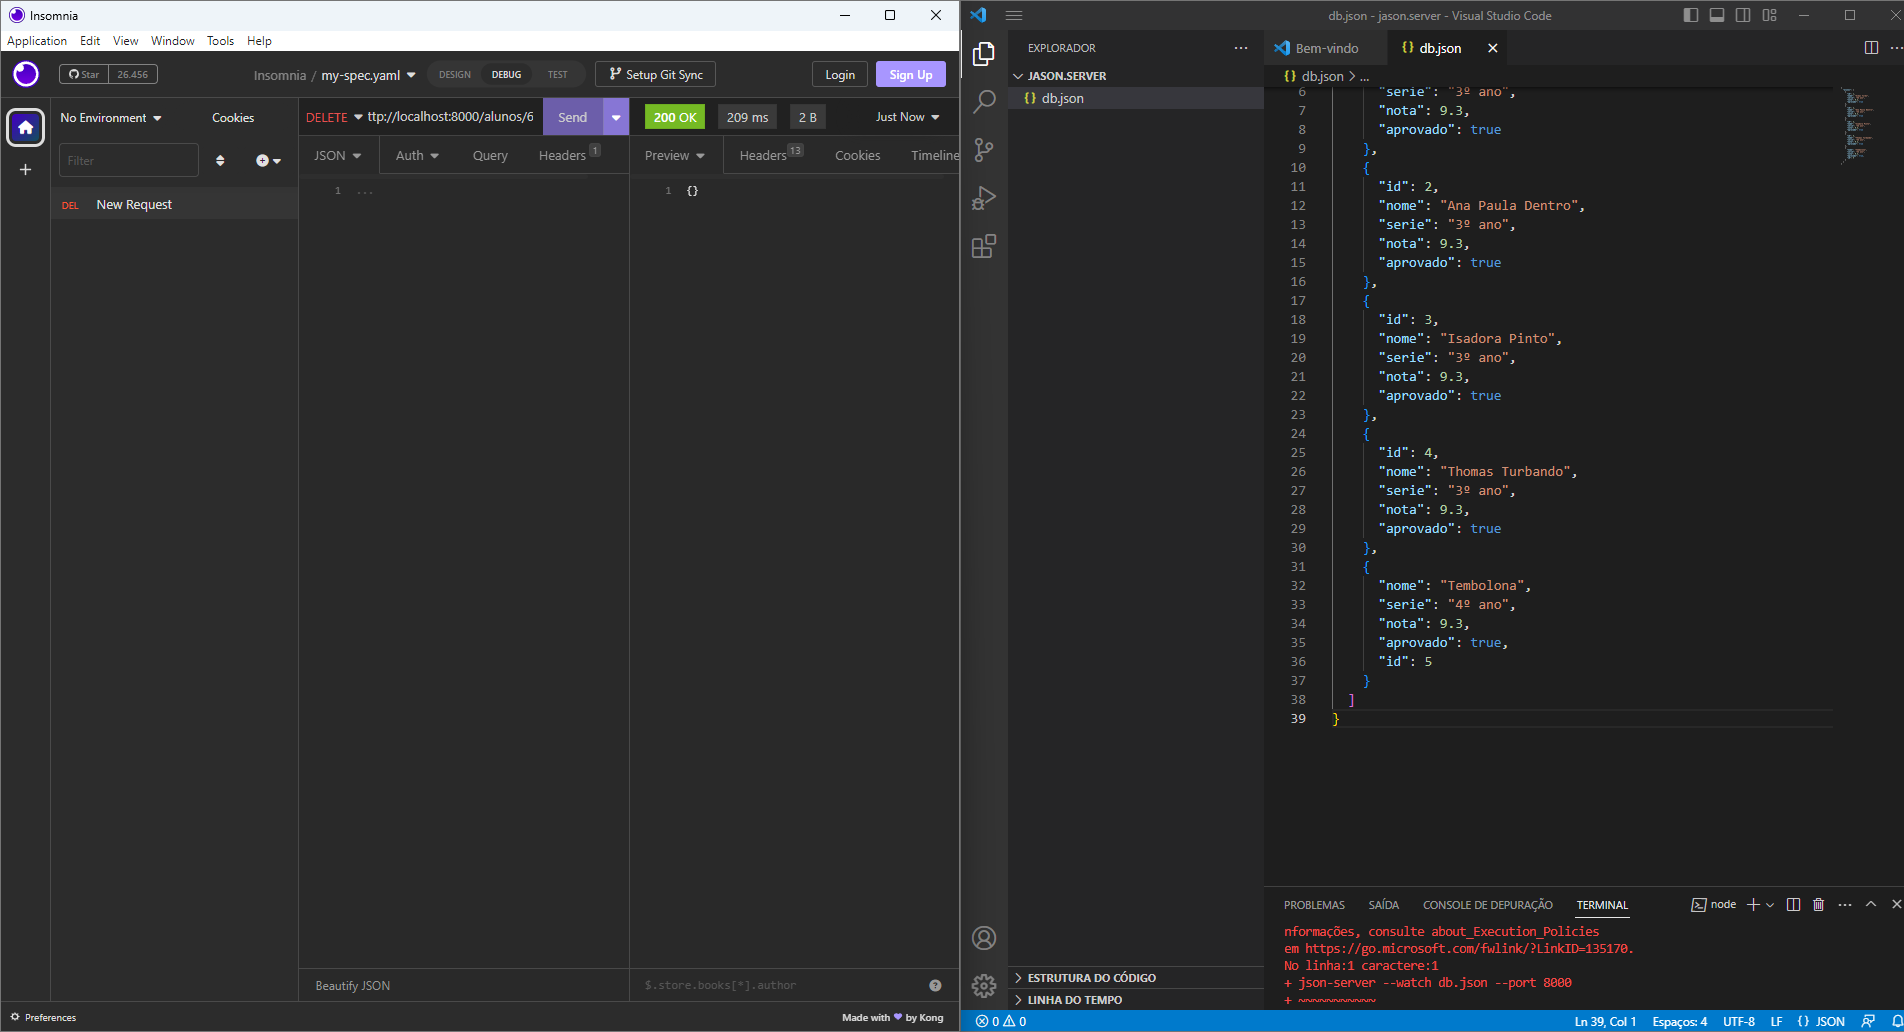 Insomnia
Application Edit View Window Tools Help
Star 26.456
Insomnia / my-spec.yaml
DESIGN DEBUG TEST
Setup Git Sync
Login
Sign Up
No Environment
Cookies
Filter
DEL New Request
DELETE ttp://localhost:8000/alunos/6 Send
JSON Auth Query Headers 1
1 ...
Beautify JSON
200 OK 209 ms 2 B Just Now
Preview Headers 13 Cookies Timeline
1 {}
$.store.books[*].author
Preferences
Made with ❤ by Kong
db.json - jason.server - Visual Studio Code
EXPLORADOR
JASON.SERVER
{} db.json
ESTRUTURA DO CÓDIGO
LINHA DO TEMPO
Bem-vindo
{} db.json
{} db.json > ...
6 "serie": "3º ano",
7 "nota": 9.3,
8 "aprovado": true
9 },
10 {
11 "id": 2,
12 "nome": "Ana Paula Dentro",
13 "serie": "3º ano",
14 "nota": 9.3,
15 "aprovado": true
16 },
17 {
18 "id": 3,
19 "nome": "Isadora Pinto",
20 "serie": "3º ano",
21 "nota": 9.3,
22 "aprovado": true
23 },
24 {
25 "id": 4,
26 "nome": "Thomas Turbando",
27 "serie": "3º ano",
28 "nota": 9.3,
29 "aprovado": true
30 },
31 {
32 "nome": "Tembolona",
33 "serie": "4º ano",
34 "nota": 9.3,
35 "aprovado": true,
36 "id": 5
37 }
38 ]
39 }
PROBLEMAS SAÍDA CONSOLE DE DEPURAÇÃO TERMINAL
node
nformações, consulte about_Execution_Policies
em https://go.microsoft.com/fwlink/?LinkID=135170.
No linha:1 caractere:1
+ json-server --watch db.json --port 8000
+ ~~~~~~~~~~~
0 0
Ln 39, Col 1 Espaços: 4 UTF-8 LF {} JSON